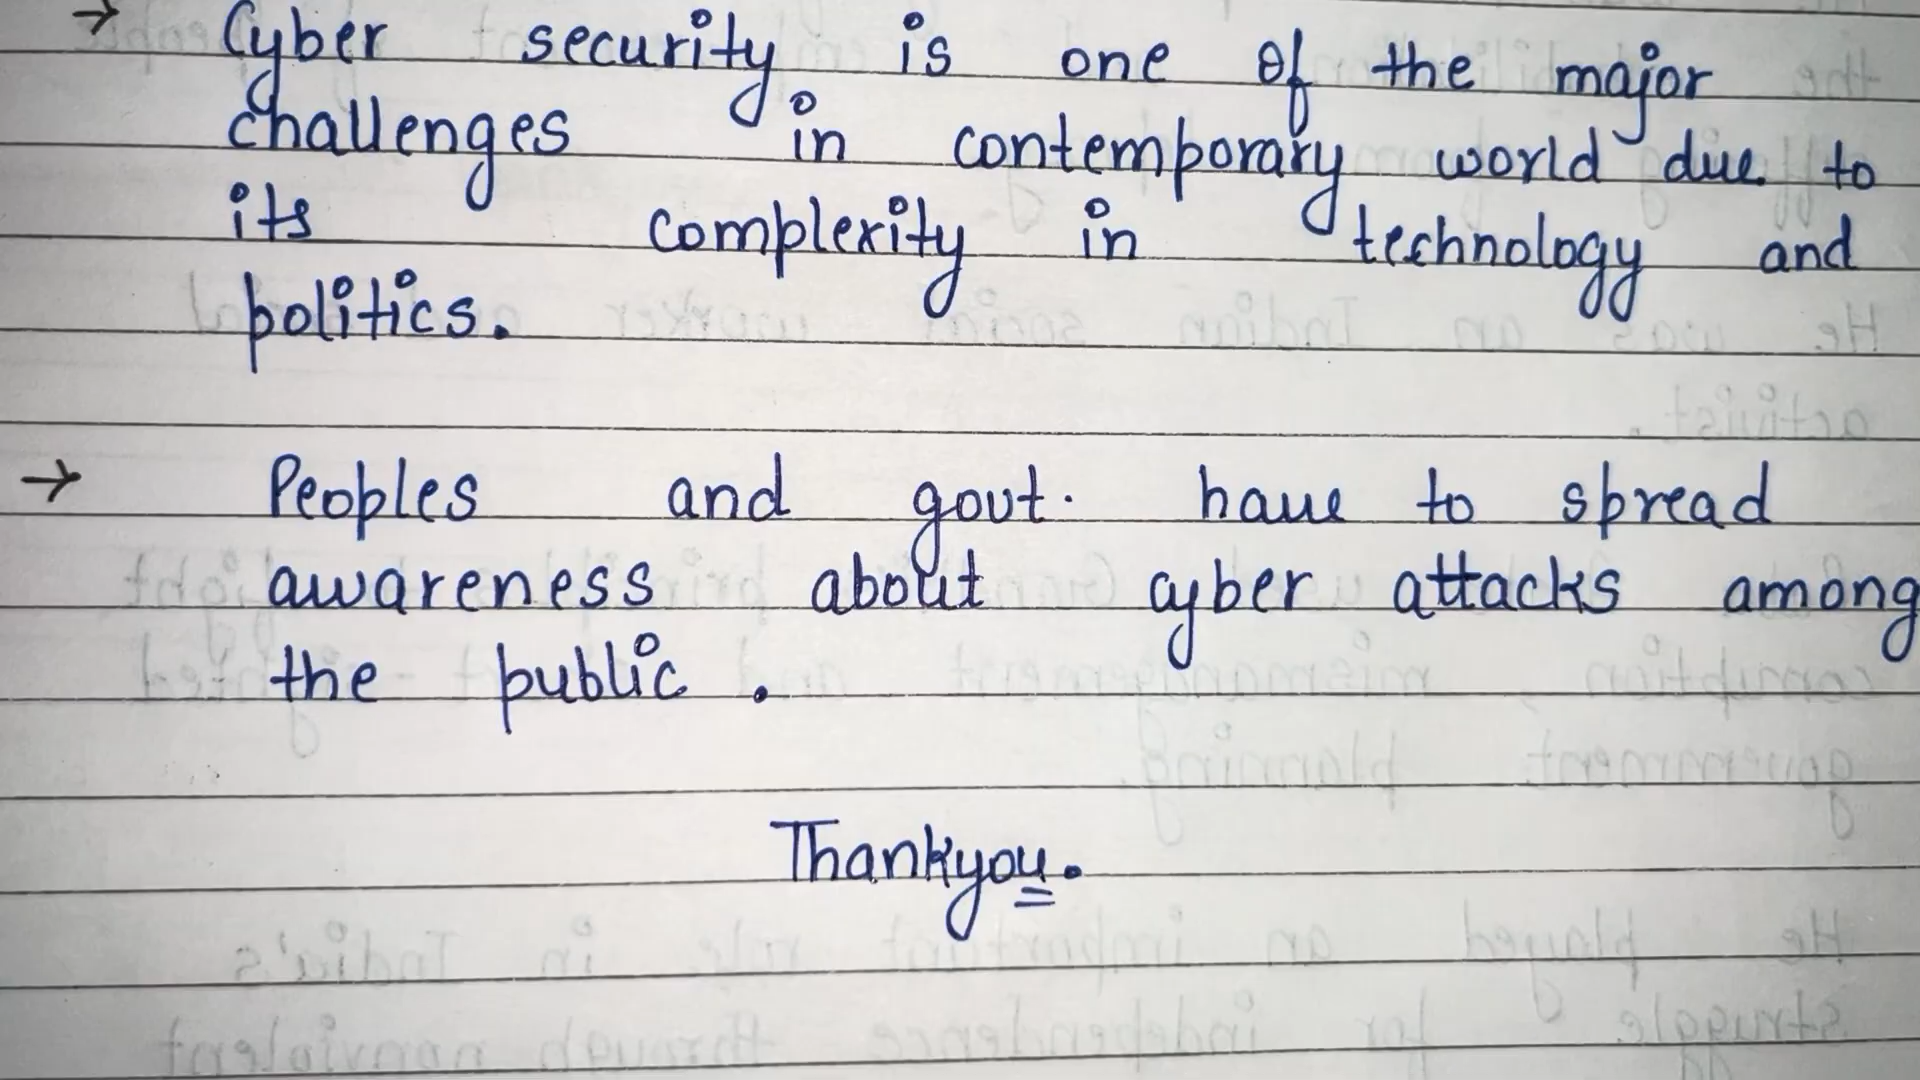 → Cyber security is one of the major
challenges in contemporary world due to
its complexity in technology and
politics.
→ Peoples and govt. have to spread
awareness about cyber attacks among
the public.
Thankyou.